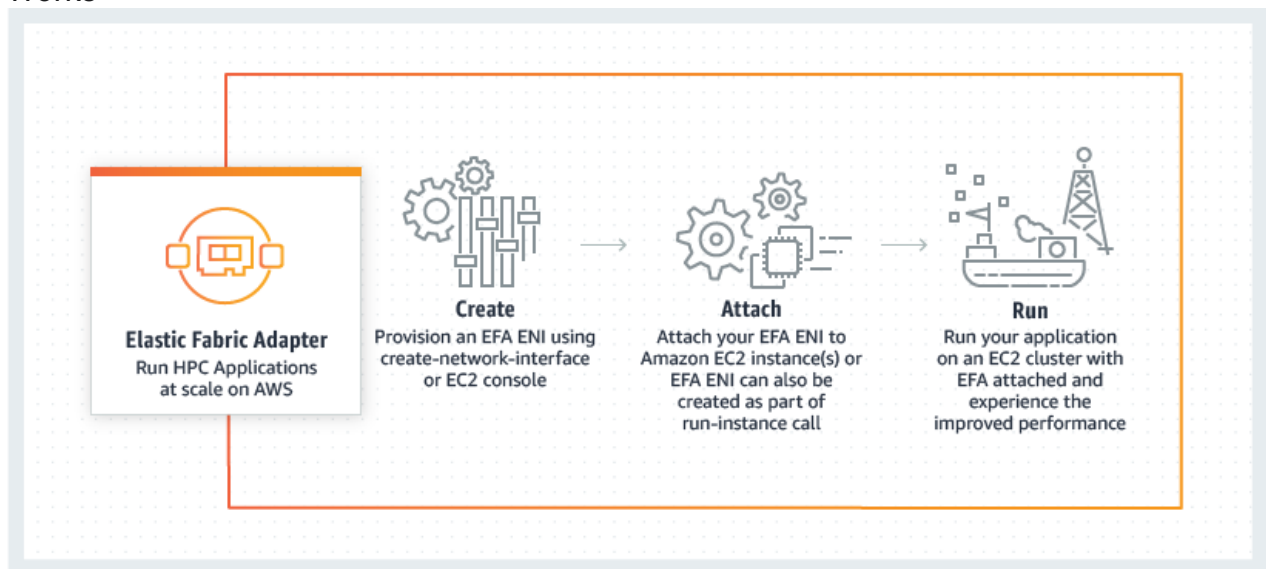 Elastic Fabric Adapter
Run HPC Applications
at scale on AWS
Create
Provision an EFA ENI using
create-network-interface
or EC2 console
Attach
Attach your EFA ENI to
Amazon EC2 instance(s) or
EFA ENI can also be
created as part of
run-instance call
Run
Run your application
on an EC2 cluster with
EFA attached and
experience the
improved performance